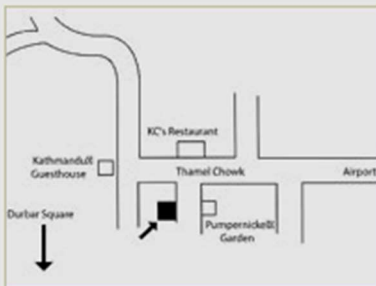 KC's Restaurant
Kathmandu
Guesthouse
Thamel Chowk
Airport
Durbar Square
Pumpernickel
Garden